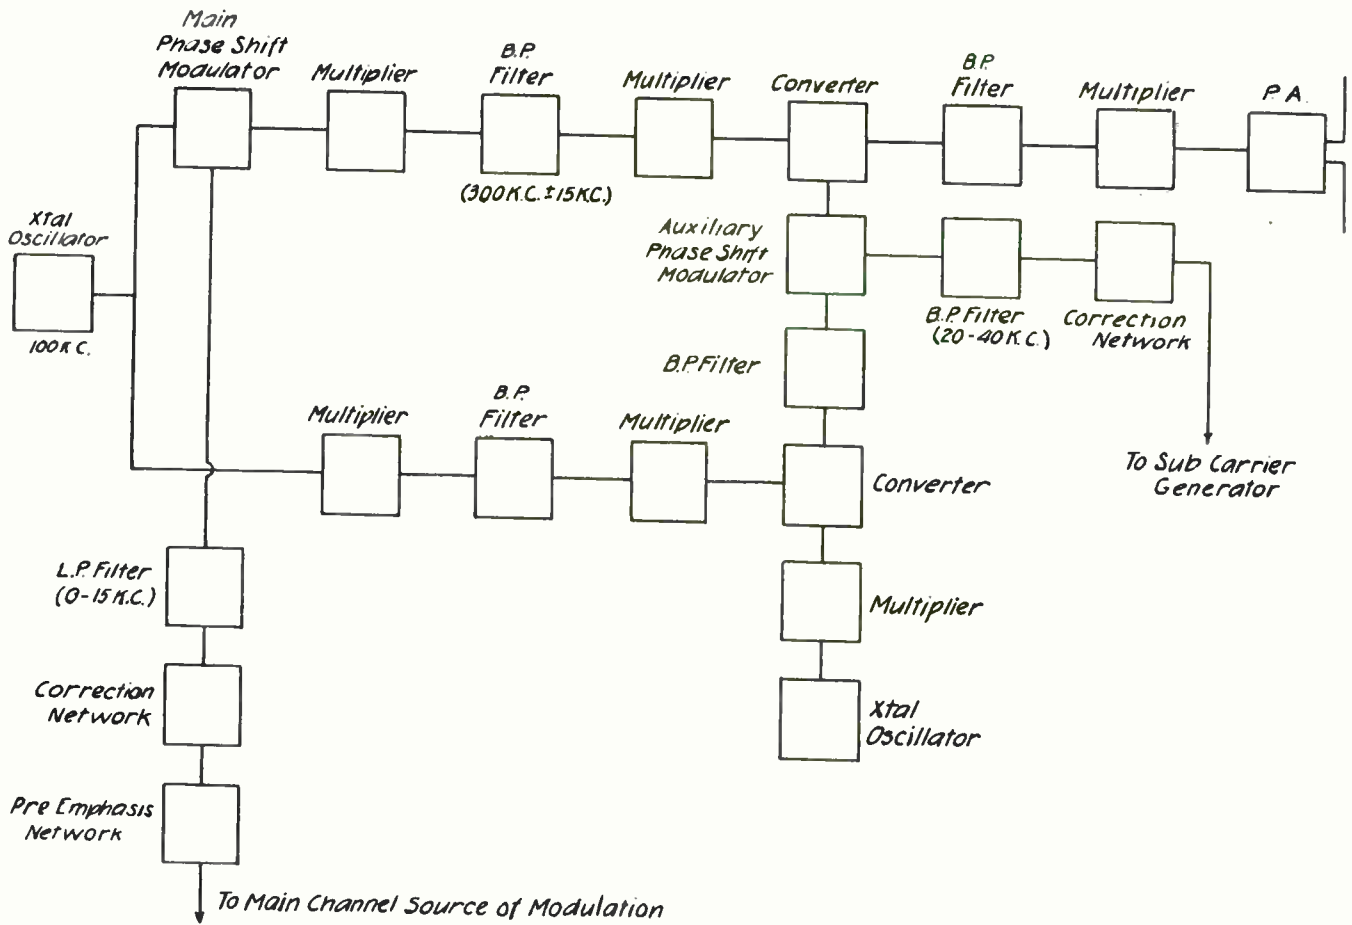 Main
Phase Shift
Modulator
Multiplier
B.P.
Filter
(300 K.C. ± 15 K.C.)
Multiplier
Converter
B.P.
Filter
Multiplier
P.A.
Xtal
Oscillator
100 K.C.
Auxiliary
Phase Shift
Modulator
B.P. Filter
(20-40 K.C.)
Correction
Network
To Sub Carrier
Generator
B.P. Filter
Multiplier
B.P.
Filter
Multiplier
Converter
L.P. Filter
(0-15 K.C.)
Multiplier
Correction
Network
Xtal
Oscillator
Pre Emphasis
Network
To Main Channel Source of Modulation